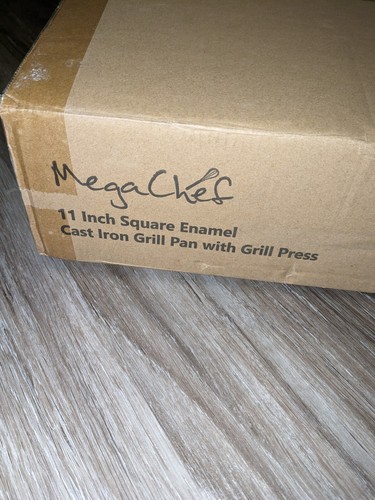 MegaChef
11 Inch Square Enamel
Cast Iron Grill Pan with Grill Press